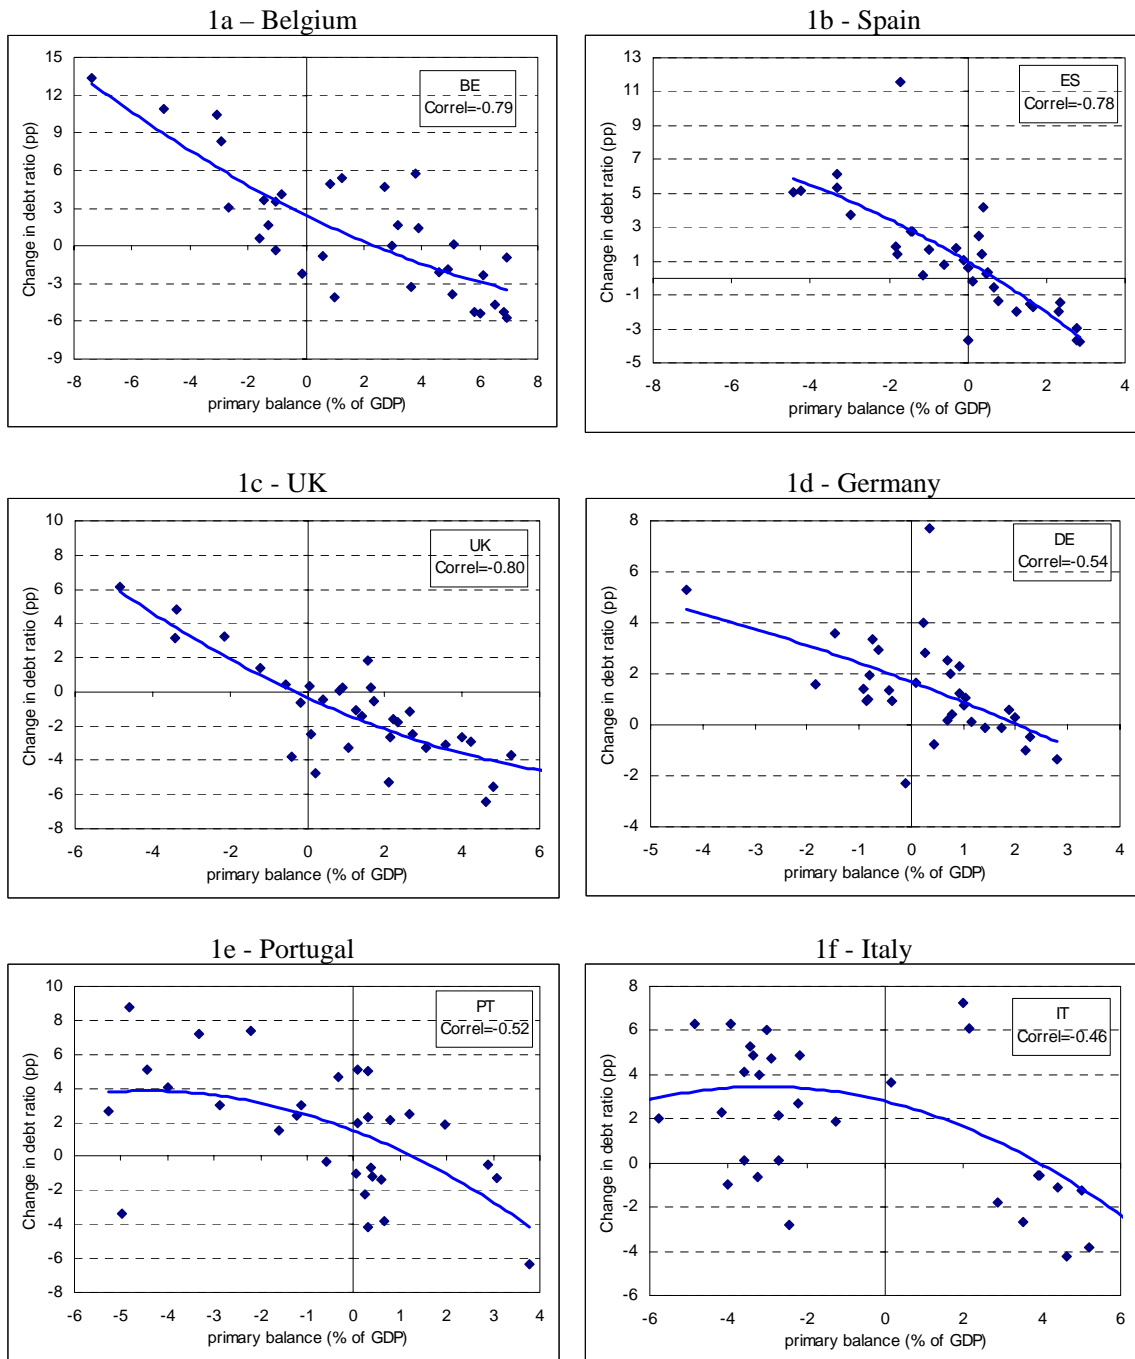 1a – Belgium
BE
Correl=-0.79
Change in debt ratio (pp)
15
12
9
6
3
0
-3
-6
-9
-8 -6 -4 -2 0 2 4 6 8
primary balance (% of GDP)
1b - Spain
ES
Correl=-0.78
Change in debt ratio (pp)
13
11
9
7
5
3
1
-1
-3
-5
-8 -6 -4 -2 0 2 4
primary balance (% of GDP)
1c - UK
UK
Correl=-0.80
Change in debt ratio (pp)
10
8
6
4
2
0
-2
-4
-6
-8
-6 -4 -2 0 2 4 6
primary balance (% of GDP)
1d - Germany
DE
Correl=-0.54
Change in debt ratio (pp)
8
6
4
2
0
-2
-4
-5 -4 -3 -2 -1 0 1 2 3 4
primary balance (% of GDP)
1e - Portugal
PT
Correl=-0.52
Change in debt ratio (pp)
10
8
6
4
2
0
-2
-4
-6
-8
-6 -5 -4 -3 -2 -1 0 1 2 3 4
primary balance (% of GDP)
1f - Italy
IT
Correl=-0.46
Change in debt ratio (pp)
8
6
4
2
0
-2
-4
-6
-6 -4 -2 0 2 4 6
primary balance (% of GDP)